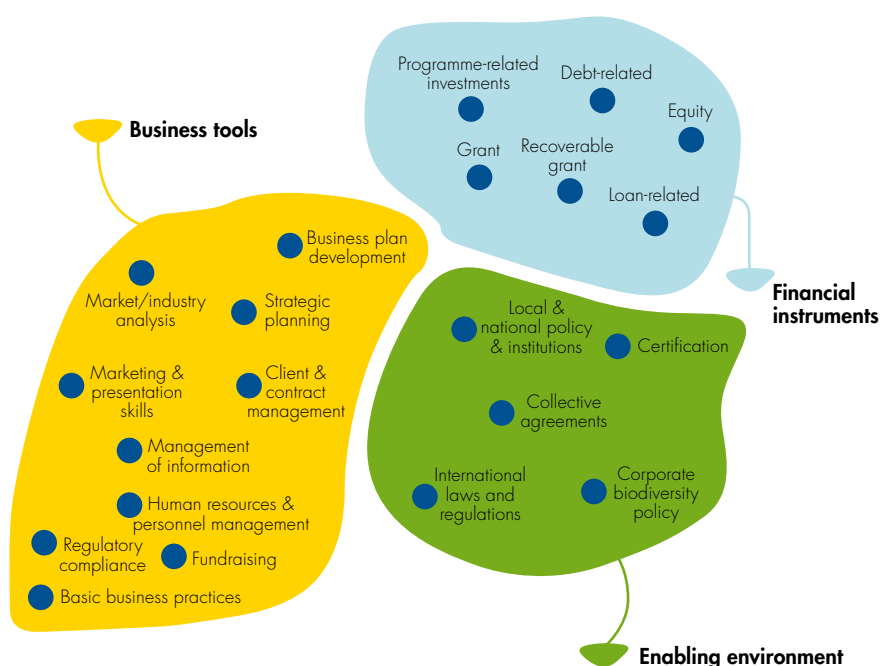 Business tools
Business plan
development
Market/industry
analysis
Strategic
planning
Marketing &
presentation
skills
Client &
contract
management
Management
of information
Human resources &
personnel management
Regulatory
compliance
Fundraising
Basic business practices
Programme-related
investments
Debt-related
Equity
Grant
Recoverable
grant
Loan-related
Financial
instruments
Local &
national policy
& institutions
Certification
Collective
agreements
International
laws and
regulations
Corporate
biodiversity
policy
Enabling environment